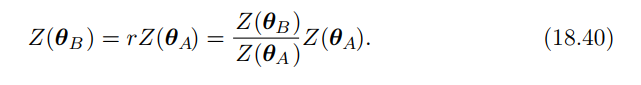 Z(θ_B) = rZ(θ_A) = \frac{Z(θ_B)}{Z(θ_A)} Z(θ_A). (18.40)